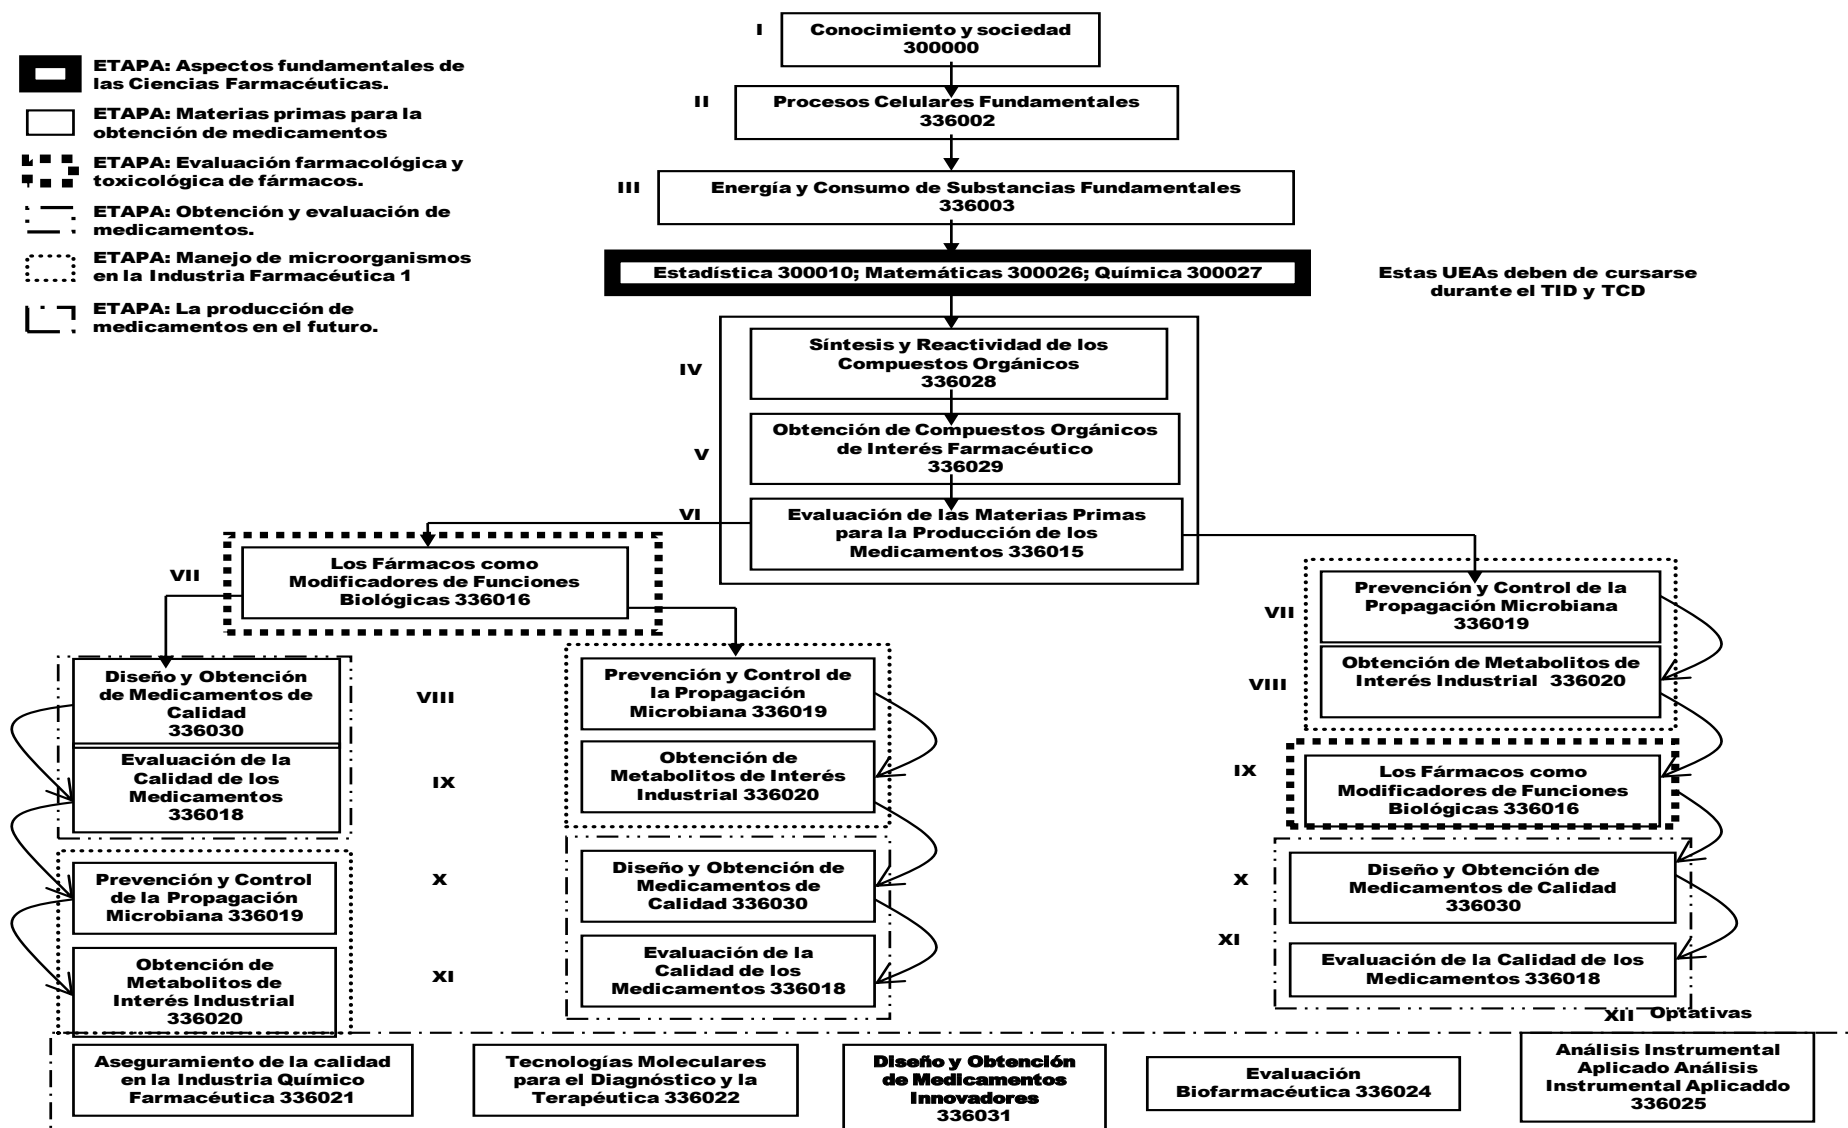 I
Conocimiento y sociedad
300000
ETAPA: Aspectos fundamentales de
las Ciencias Farmacéuticas.
ETAPA: Materias primas para la
obtención de medicamentos
ETAPA: Evaluación farmacológica y
toxicológica de fármacos.
ETAPA: Obtención y evaluación de
medicamentos.
ETAPA: Manejo de microorganismos
en la Industria Farmacéutica 1
ETAPA: La producción de
medicamentos en el futuro.
II
Procesos Celulares Fundamentales
336002
III
Energía y Consumo de Substancias Fundamentales
336003
Estadística 300010; Matemáticas 300026; Química 300027
Estas UEAs deben de cursarse
durante el TID y TCD
IV
Síntesis y Reactividad de los
Compuestos Orgánicos
336028
V
Obtención de Compuestos Orgánicos
de Interés Farmacéutico
336029
VI
Evaluación de las Materias Primas
para la Producción de los
Medicamentos 336015
VII
Los Fármacos como
Modificadores de Funciones
Biológicas 336016
Diseño y Obtención
de Medicamentos de
Calidad
336030
Evaluación de la
Calidad de los
Medicamentos
336018
Prevención y Control
de la Propagación
Microbiana 336019
Obtención de
Metabolitos de
Interés Industrial
336020
VIII
IX
X
XI
Prevención y Control de
la Propagación
Microbiana 336019
Obtención de
Metabolitos de Interés
Industrial 336020
Diseño y Obtención de
Medicamentos de
Calidad 336030
Evaluación de la
Calidad de los
Medicamentos 336018
VII
Prevención y Control de la
Propagación Microbiana
336019
VIII
Obtención de Metabolitos de
Interés Industrial 336020
IX
Los Fármacos como
Modificadores de Funciones
Biológicas 336016
X
Diseño y Obtención de
Medicamentos de Calidad
336030
XI
Evaluación de la Calidad de los
Medicamentos 336018
XII Optativas
Aseguramiento de la calidad
en la Industria Químico
Farmacéutica 336021
Tecnologías Moleculares
para el Diagnóstico y la
Terapéutica 336022
Diseño y Obtención
de Medicamentos
Innovadores
336031
Evaluación
Biofarmacéutica 336024
Análisis Instrumental
Aplicado Análisis
Instrumental Aplicaddo
336025